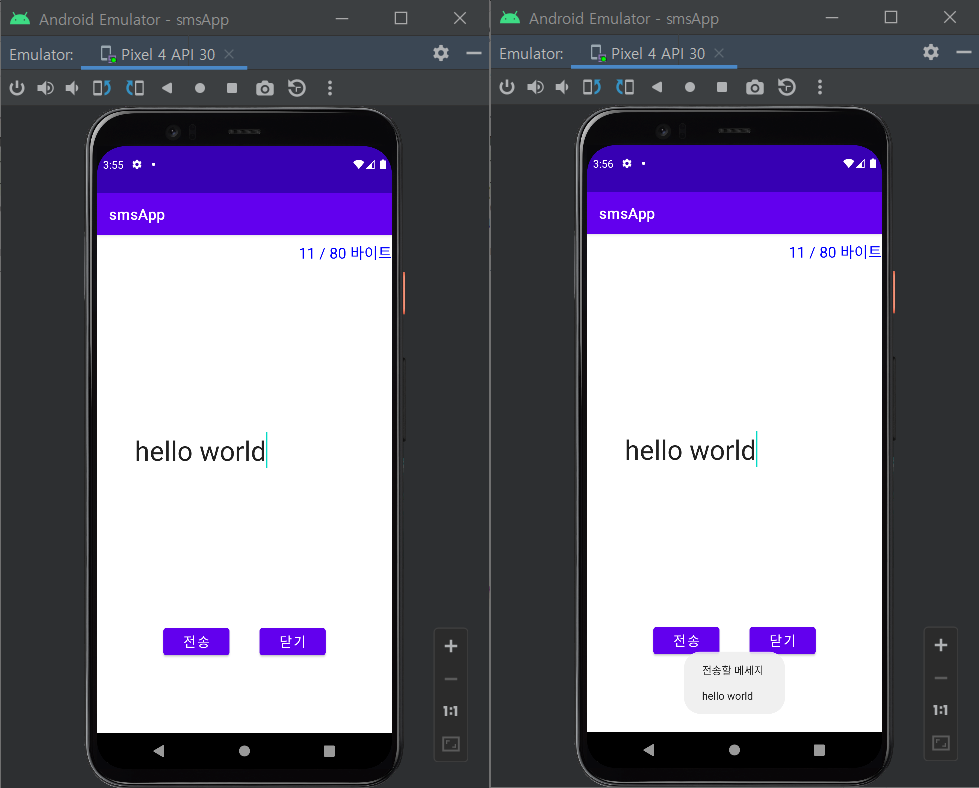 Android Emulator - smsApp
Emulator: Pixel 4 API 30
3:55
smsApp
11 / 80 바이트
hello world
전송 닫기
1:1
Android Emulator - smsApp
Emulator: Pixel 4 API 30
3:56
smsApp
11 / 80 바이트
hello world
전송 닫기
전송할 메세지
hello world
1:1